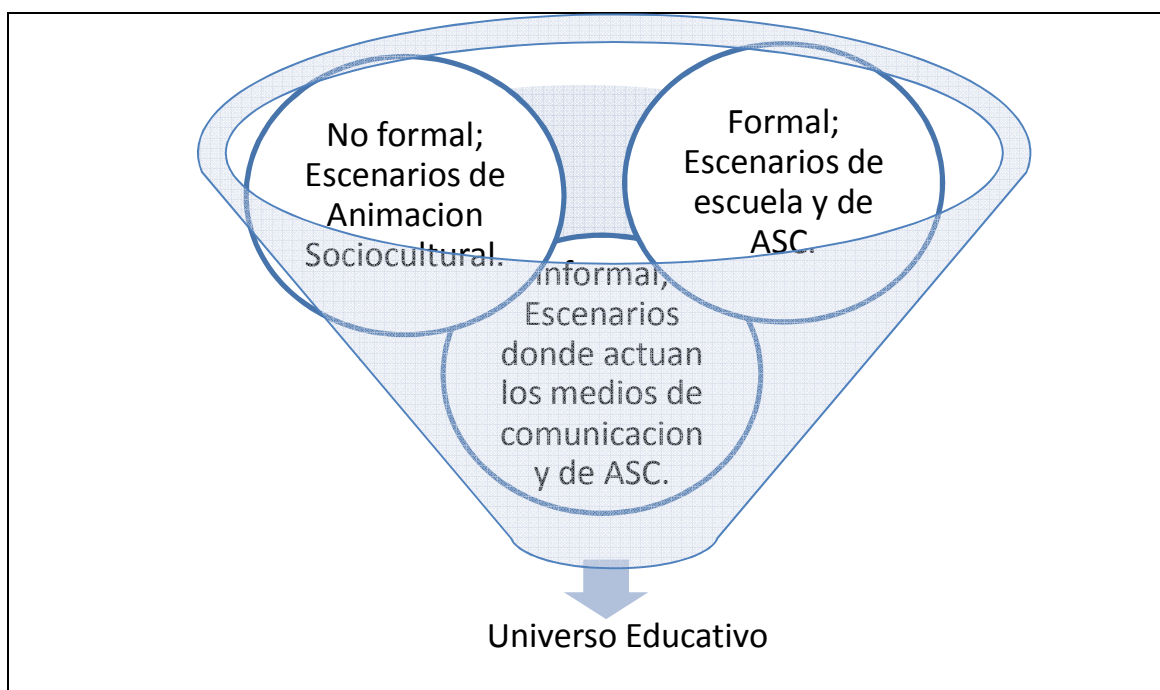 No formal;
Escenarios de
Animacion
Sociocultural.
Formal;
Escenarios de
escuela y de
ASC.
Informal;
Escenarios
donde actuan
los medios de
comunicacion
y de ASC.
Universo Educativo